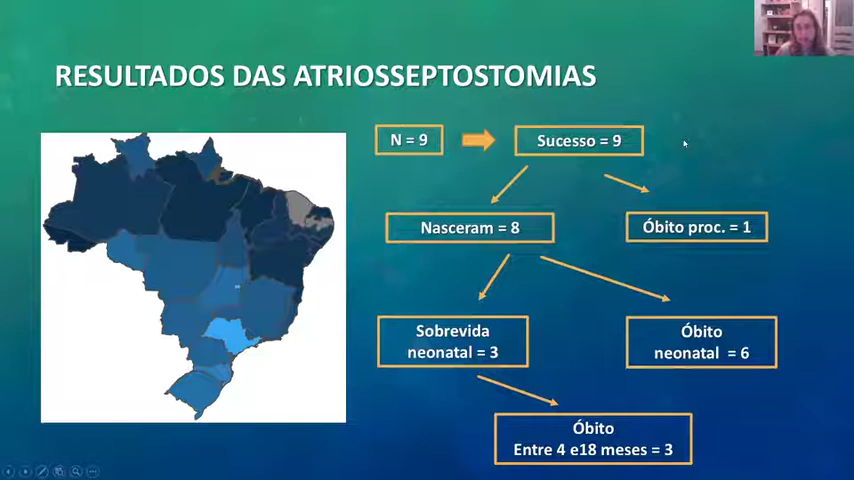 RESULTADOS DAS ATRIOSSEPTOSTOMIAS
N = 9
Sucesso = 9
Nasceram = 8
Óbito proc. = 1
Sobrevida
neonatal = 3
Óbito
neonatal = 6
Óbito
Entre 4 e18 meses = 3